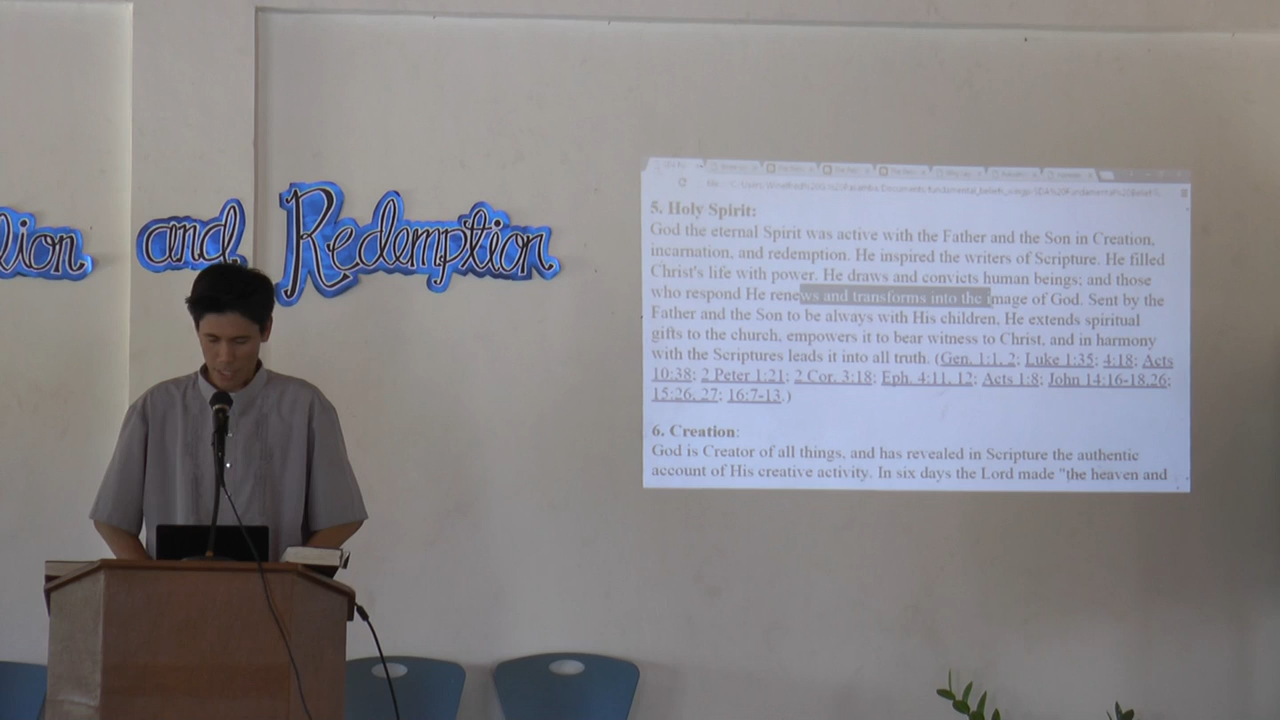 tion and Redemption
5. Holy Spirit:
God the eternal Spirit was active with the Father and the Son in Creation,
incarnation, and redemption. He inspired the writers of Scripture. He filled
Christ's life with power. He draws and convicts human beings; and those
who respond He renews and transforms into the image of God. Sent by the
Father and the Son to be always with His children, He extends spiritual
gifts to the church, empowers it to bear witness to Christ, and in harmony
with the Scriptures leads it into all truth. (Gen. 1:1, 2; Luke 1:35; 4:18; Acts
10:38; 2 Peter 1:21; 2 Cor. 3:18; Eph. 4:11, 12; Acts 1:8; John 14:16-18,26;
15:26, 27; 16:7-13.)
6. Creation:
God is Creator of all things, and has revealed in Scripture the authentic
account of His creative activity. In six days the Lord made "the heaven and